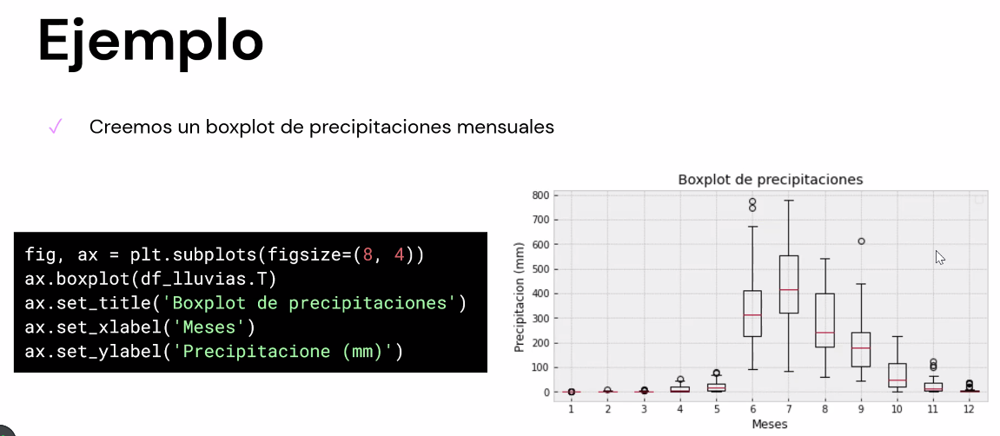 Ejemplo
✓ Creemos un boxplot de precipitaciones mensuales
fig, ax = plt.subplots(figsize=(8, 4))
ax.boxplot(df_lluvias.T)
ax.set_title('Boxplot de precipitaciones')
ax.set_xlabel('Meses')
ax.set_ylabel('Precipitacione (mm)')
Boxplot de precipitaciones
Precipitacion (mm)
800
700
600
500
400
300
200
100
0
1 2 3 4 5 6 7 8 9 10 11 12
Meses